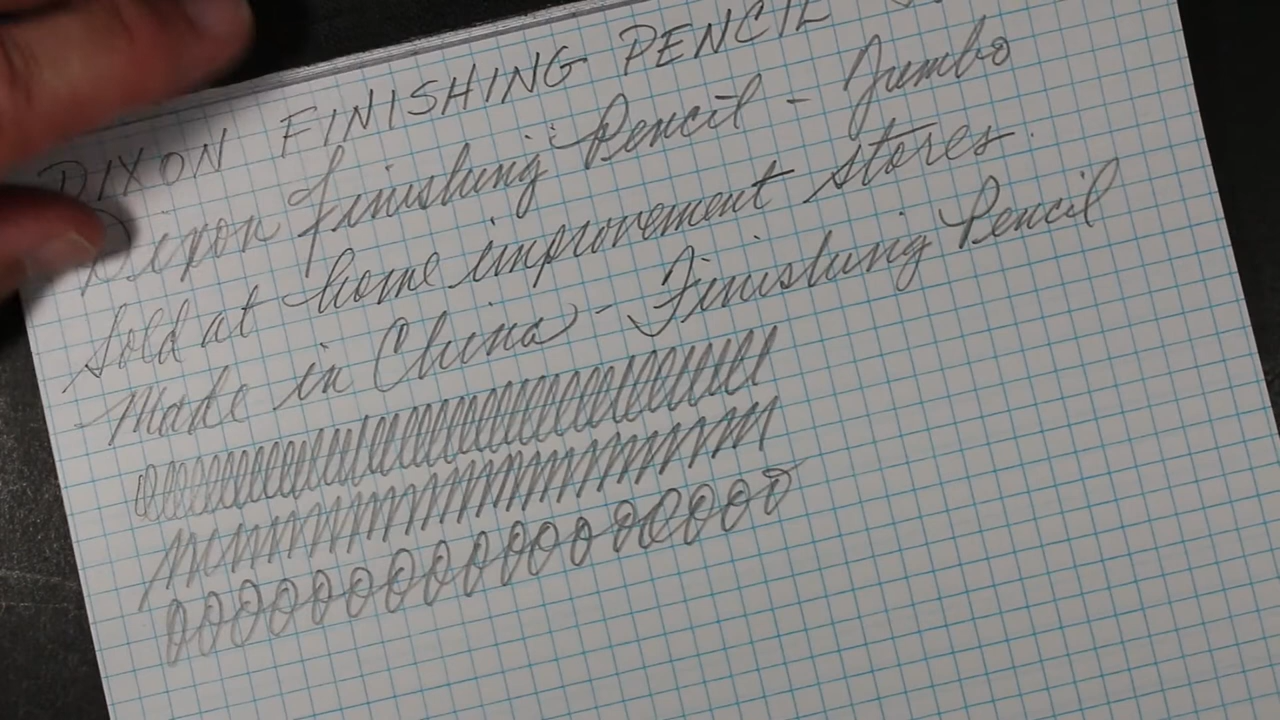 DIXON FINISHING PENCIL
Dixon Finishing Pencil - Jumbo
Sold at home improvement stores.
Made in China - Finishing Pencil